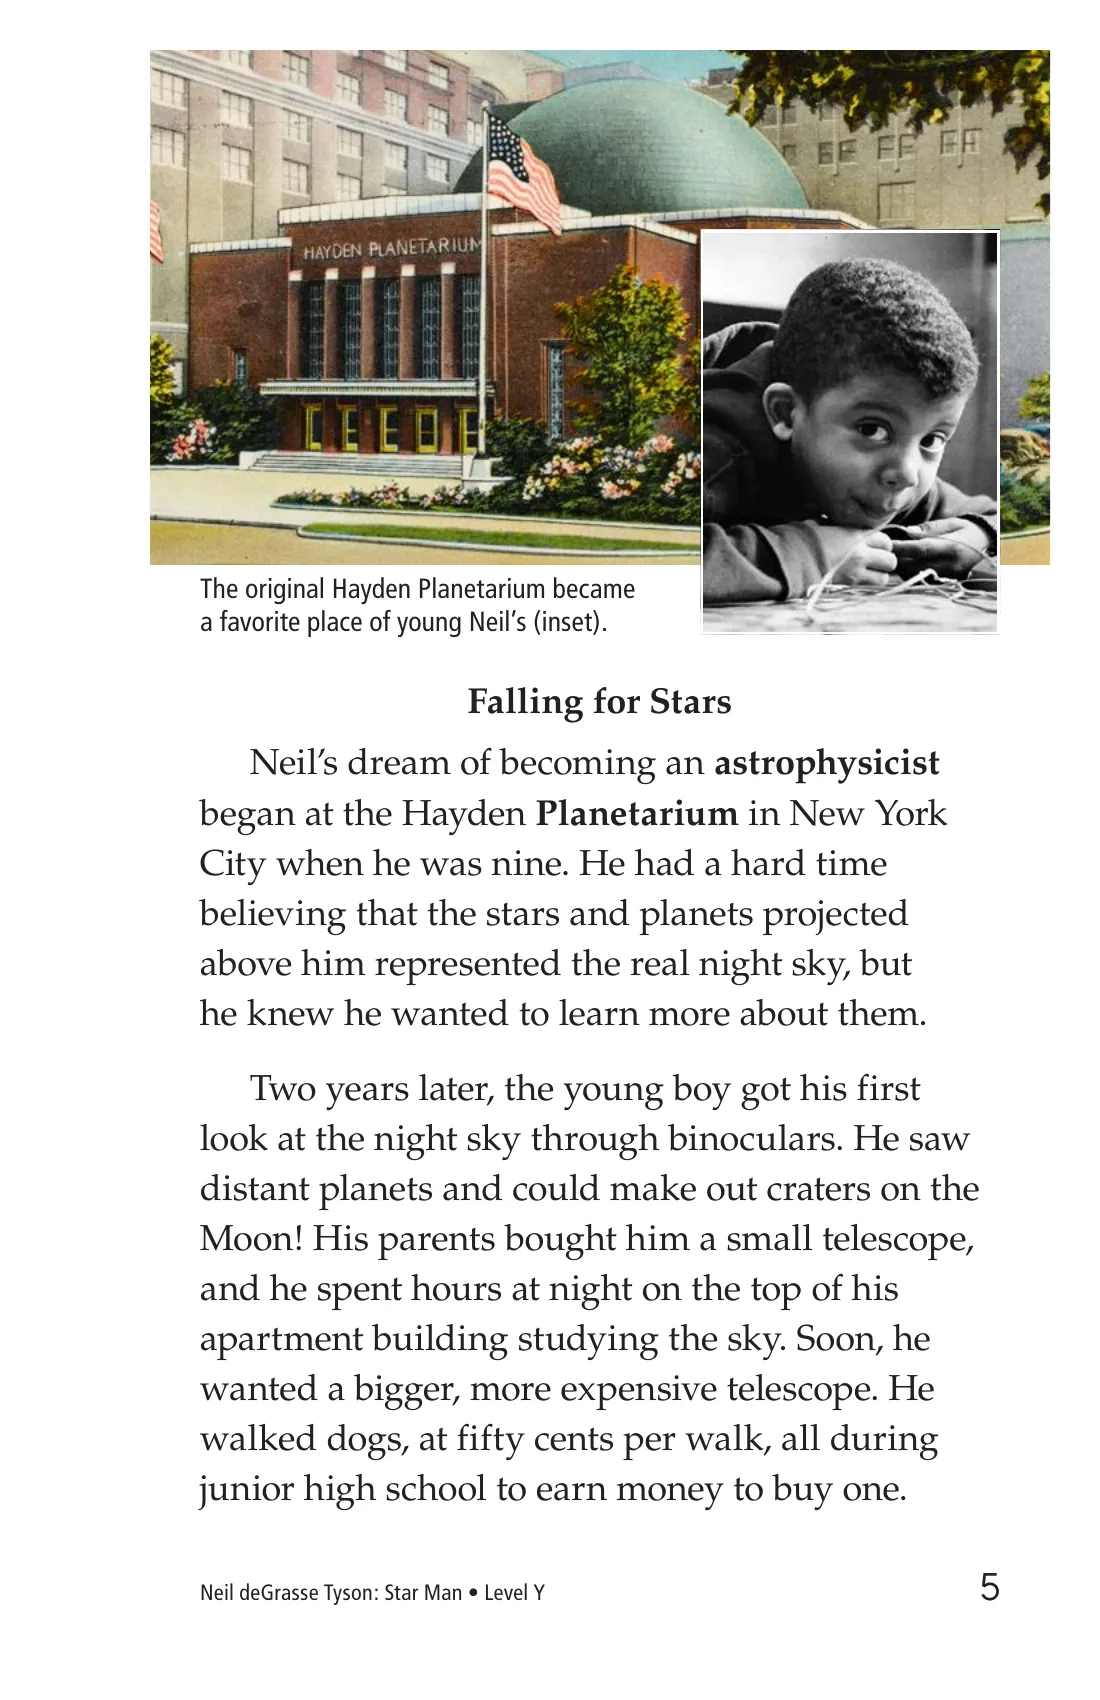 HAYDEN PLANETARIUM
The original Hayden Planetarium became
a favorite place of young Neil’s (inset).
Falling for Stars
Neil’s dream of becoming an astrophysicist
began at the Hayden Planetarium in New York
City when he was nine. He had a hard time
believing that the stars and planets projected
above him represented the real night sky, but
he knew he wanted to learn more about them.
Two years later, the young boy got his first
look at the night sky through binoculars. He saw
distant planets and could make out craters on the
Moon! His parents bought him a small telescope,
and he spent hours at night on the top of his
apartment building studying the sky. Soon, he
wanted a bigger, more expensive telescope. He
walked dogs, at fifty cents per walk, all during
junior high school to earn money to buy one.
Neil deGrasse Tyson: Star Man • Level Y
5